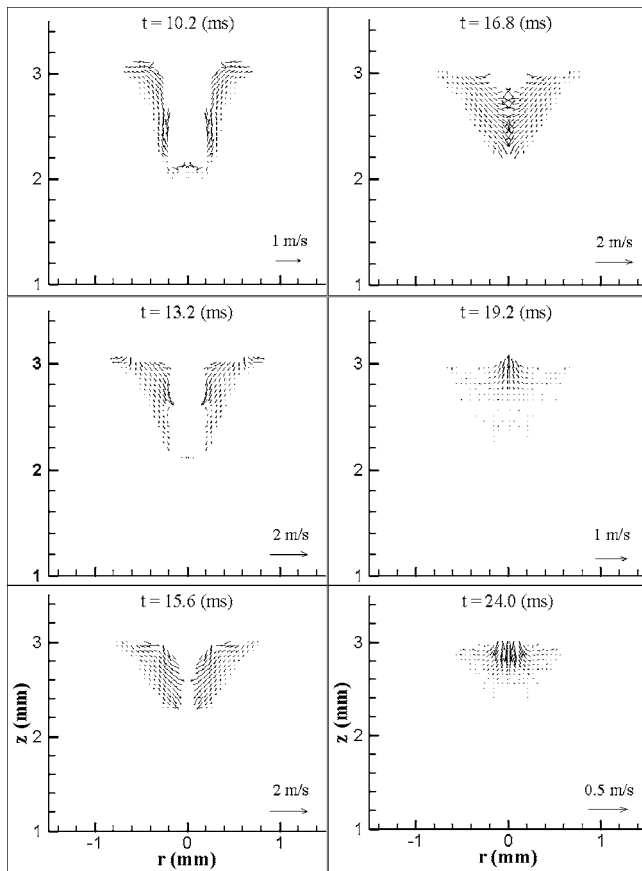 t = 10.2 (ms)
3
2
1
1 m/s
t = 16.8 (ms)
3
2
1
2 m/s
t = 13.2 (ms)
3
2
1
2 m/s
t = 19.2 (ms)
3
2
1
1 m/s
t = 15.6 (ms)
3
2
1
z (mm)
2 m/s
-1 0 1
r (mm)
t = 24.0 (ms)
3
2
1
z (mm)
0.5 m/s
-1 0 1
r (mm)